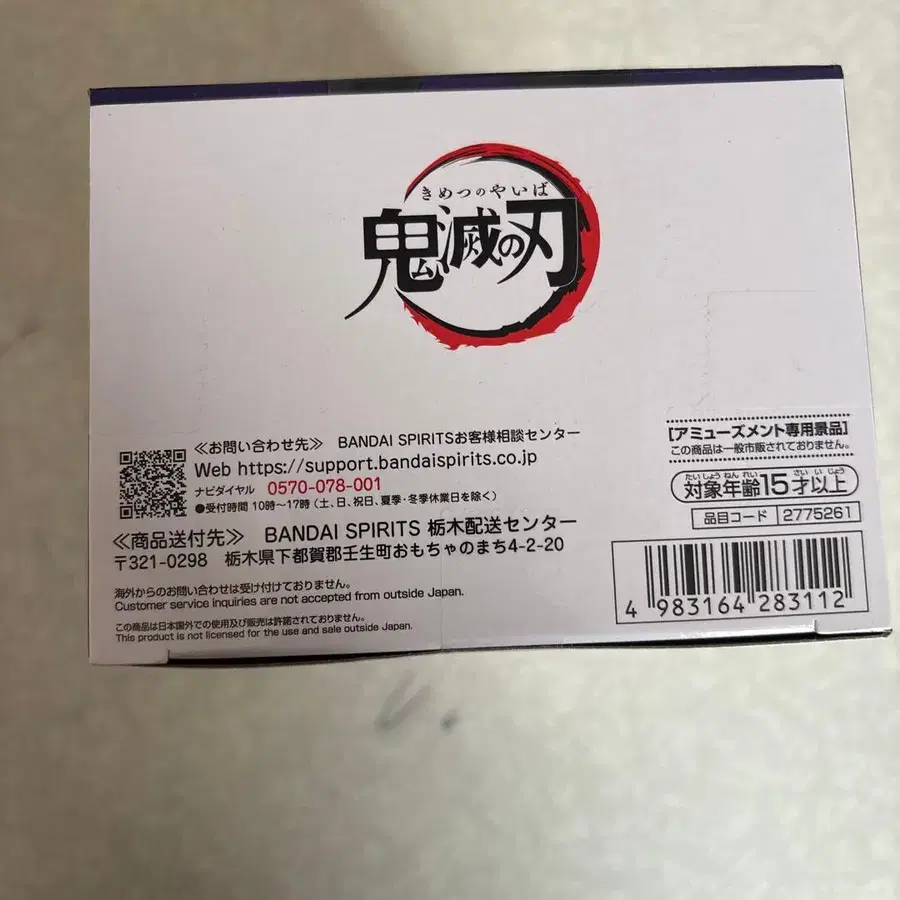 きめつのやいば
鬼滅の刃
≪お問い合わせ先≫ BANDAI SPIRITSお客様相談センター
Web https://support.bandaispirits.co.jp
ナビダイヤル 0570-078-001
●受付時間 10時〜17時 (土、日、祝日、夏季・冬季休業日を除く)
≪商品送付先≫ BANDAI SPIRITS 栃木配送センター
〒321-0298 栃木県下都賀郡壬生町おもちゃのまち4-2-20
海外からのお問い合わせは受け付けておりません。
Customer service inquiries are not accepted from outside Japan.
この商品は日本国外での使用及び販売は許諾されておりません。
This product is not licensed for the use and sale outside Japan.
[アミューズメント専用景品]
この商品は一般市販されておりません。
たいしょうねんれい さいいじょう
対象年齢15才以上
品目コード 2775261
4 983164 283112